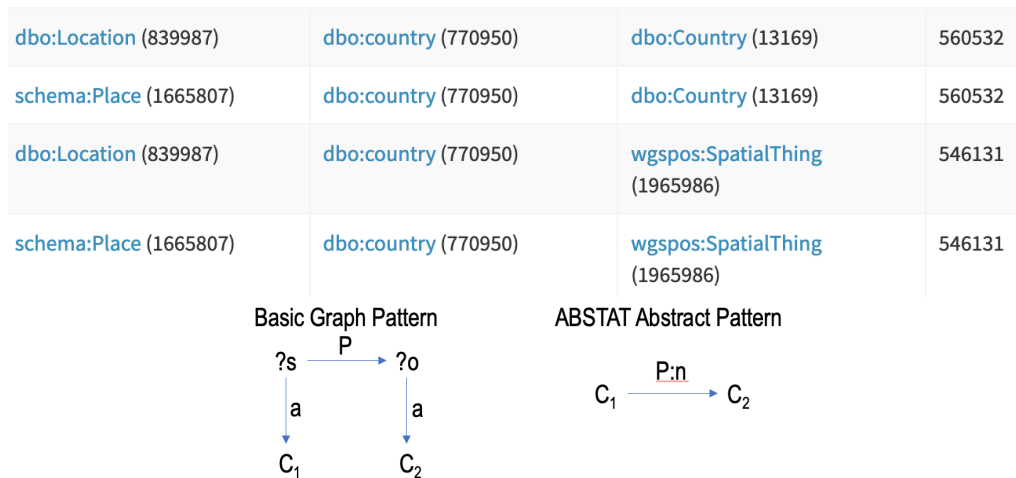 dbo:Location (839987) dbo:country (770950) dbo:Country (13169) 560532
schema:Place (1665807) dbo:country (770950) dbo:Country (13169) 560532
dbo:Location (839987) dbo:country (770950) wgspos:SpatialThing 546131
(1965986)
schema:Place (1665807) dbo:country (770950) wgspos:SpatialThing 546131
(1965986)
Basic Graph Pattern ABSTAT Abstract Pattern
P
?s ?o
P:n
C₁ C₂
a a
C₁ C₂